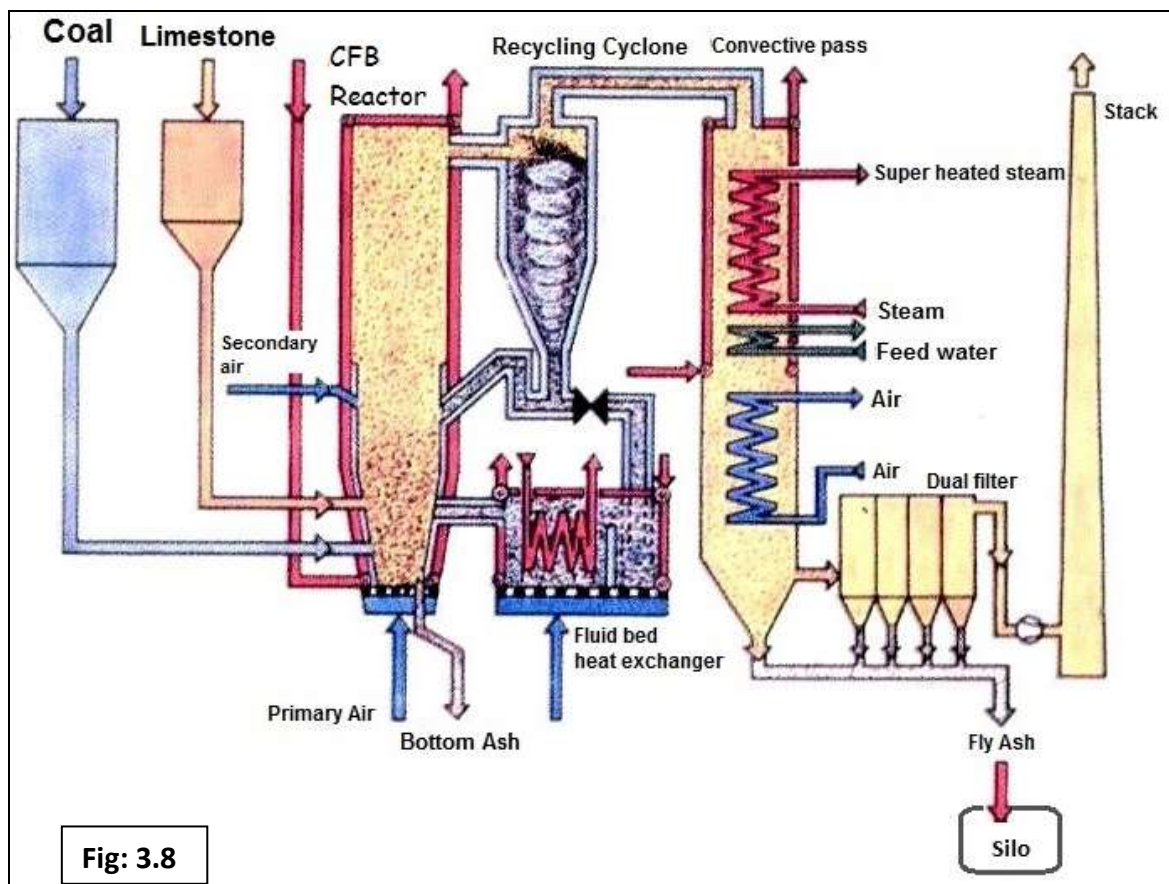 Coal
Limestone
CFB
Reactor
Recycling Cyclone
Convective pass
Stack
Super heated steam
Steam
Feed water
Secondary
air
Air
Air
Dual filter
Fluid bed
heat exchanger
Primary Air
Bottom Ash
Fly Ash
Silo
Fig: 3.8